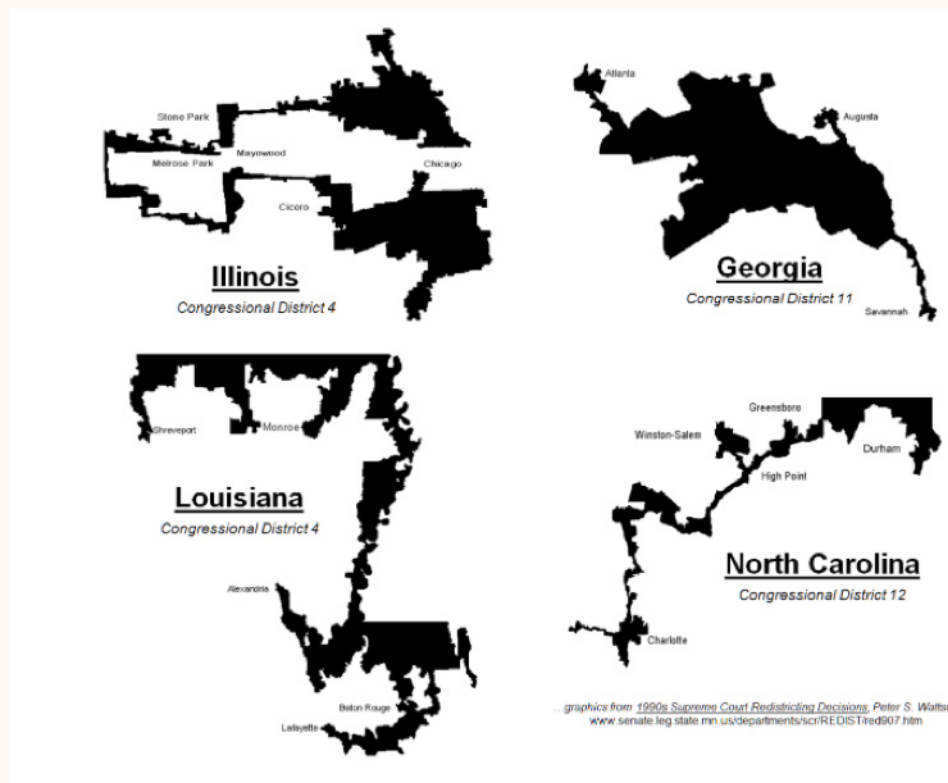 Stone Park
Melrose Park
Mayowood
Chicago
Cicero
Illinois
Congressional District 4
Atlanta
Augusta
Georgia
Congressional District 11
Savannah
Shreveport
Monroe
Louisiana
Congressional District 4
Alexandria
Baton Rouge
Lafayette
Greensboro
Winston-Salem
Durham
High Point
North Carolina
Congressional District 12
Charlotte
...graphics from 1990s Supreme Court Redistricting Decisions, Peter S.
www.senate.leg.state.mn.us/departments/scr/REDIST/red907.htm